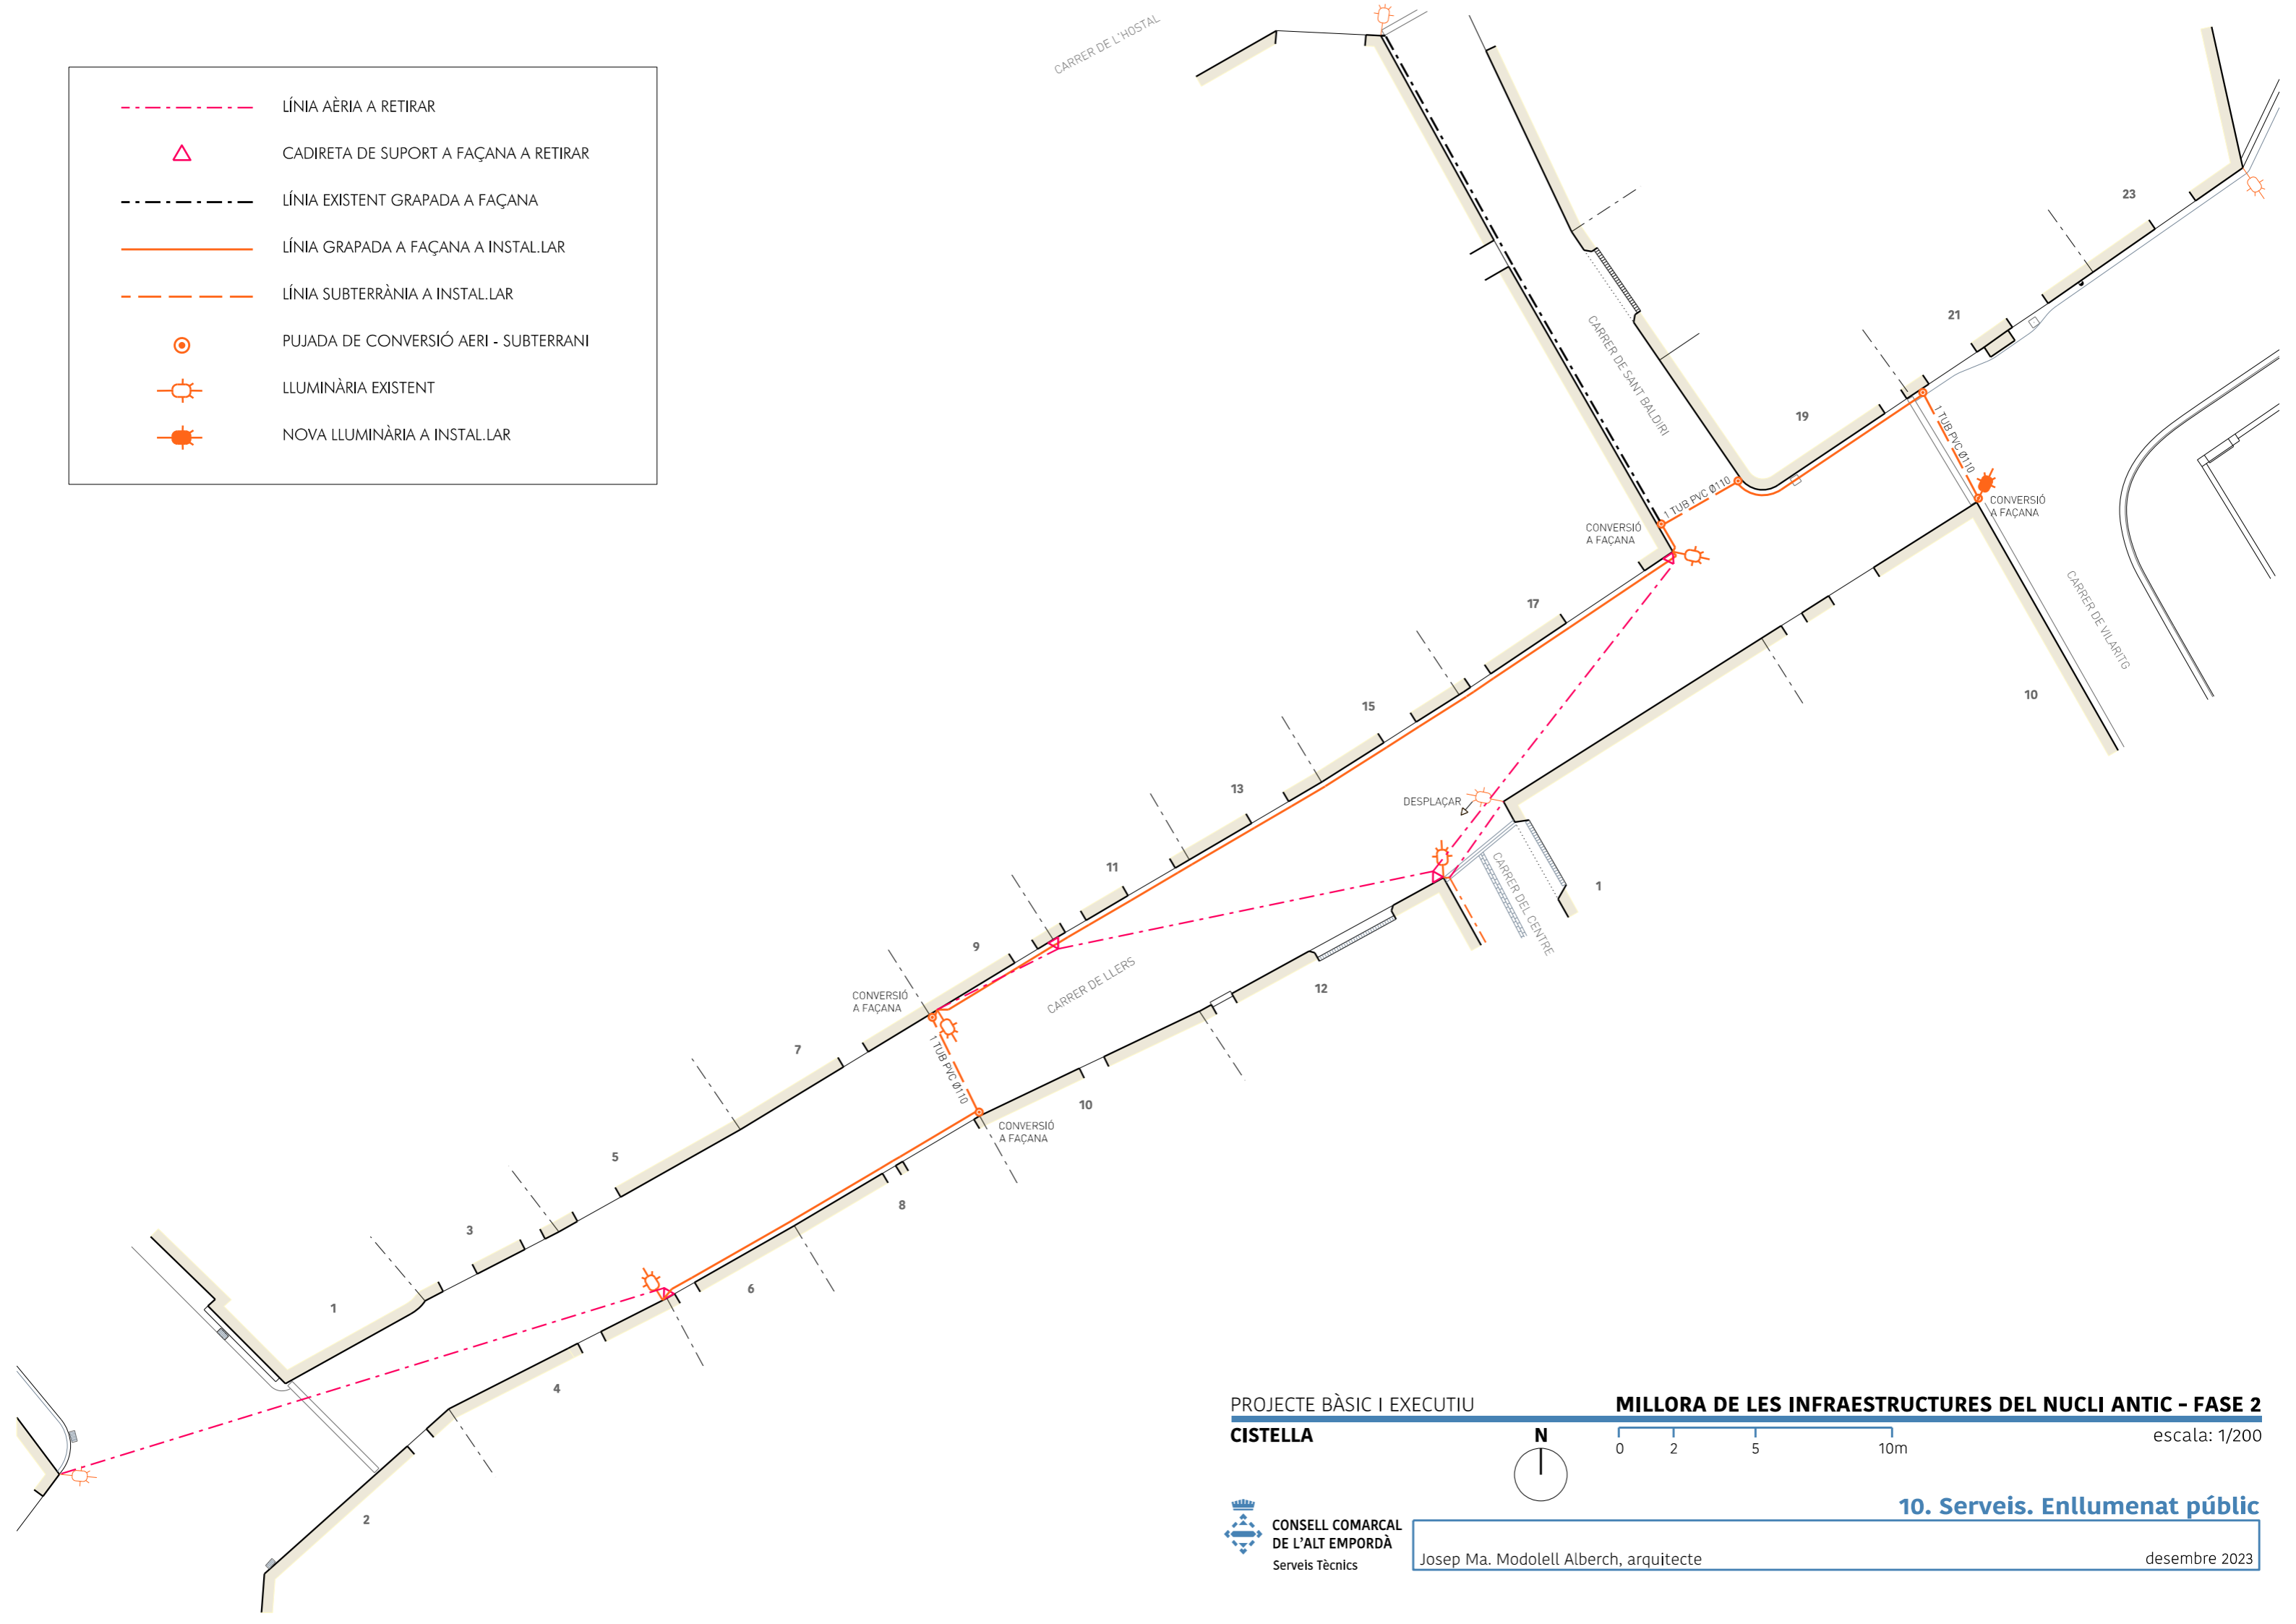 LÍNIA AÈRIA A RETIRAR
CADIRETA DE SUPORT A FAÇANA A RETIRAR
LÍNIA EXISTENT GRAPADA A FAÇANA
LÍNIA GRAPADA A FAÇANA A INSTAL.LAR
LÍNIA SUBTERRÀNIA A INSTAL.LAR
PUJADA DE CONVERSIÓ AERI - SUBTERRANI
LLUMINÀRIA EXISTENT
NOVA LLUMINÀRIA A INSTAL.LAR
CARRER DE L'HOSTAL
CARRER DE SANT BALDIRI
23
21
19
1 TUB PVC Ø110
CONVERSIÓ
A FAÇANA
1 TUB PVC Ø110
CONVERSIÓ
A FAÇANA
CARRER DE VILARITG
10
17
15
13
11
9
7
5
3
1
DESPLAÇAR
CARRER DEL CENTRE
1
CARRER DE LLERS
12
CONVERSIÓ
A FAÇANA
1 TUB PVC Ø110
CONVERSIÓ
A FAÇANA
10
8
6
4
2
PROJECTE BÀSIC I EXECUTIU
MILLORA DE LES INFRAESTRUCTURES DEL NUCLI ANTIC - FASE 2
CISTELLA
N
0 2 5 10m
escala: 1/200
10. Serveis. Enllumenat públic
CONSELL COMARCAL
DE L'ALT EMPORDÀ
Serveis Tècnics
Josep Ma. Modolell Alberch, arquitecte
desembre 2023